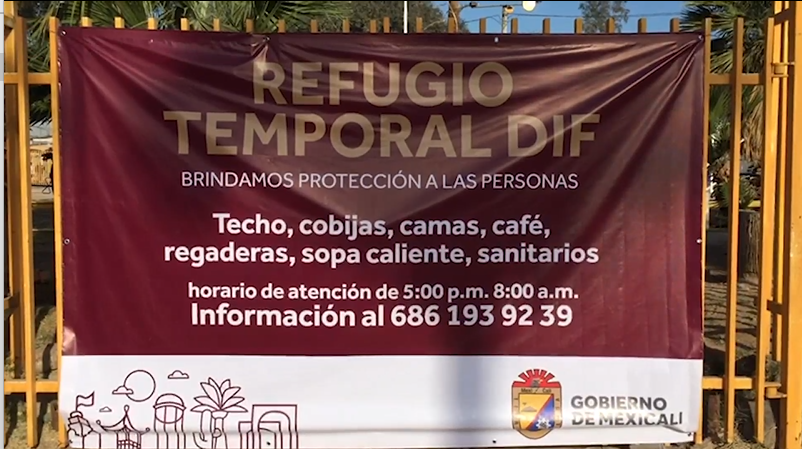 REFUGIO
TEMPORAL DIF
BRINDAMOS PROTECCIÓN A LAS PERSONAS
Techo, cobijas, camas, café,
regaderas, sopa caliente, sanitarios
horario de atención de 5:00 p.m. 8:00 a.m.
Información al 686 193 92 39
GOBIERNO
DE MEXICALI